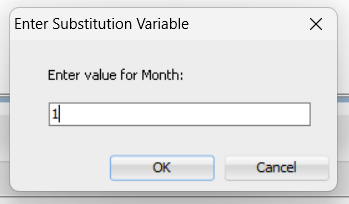 Enter Substitution Variable
Enter value for Month:
1
OK
Cancel